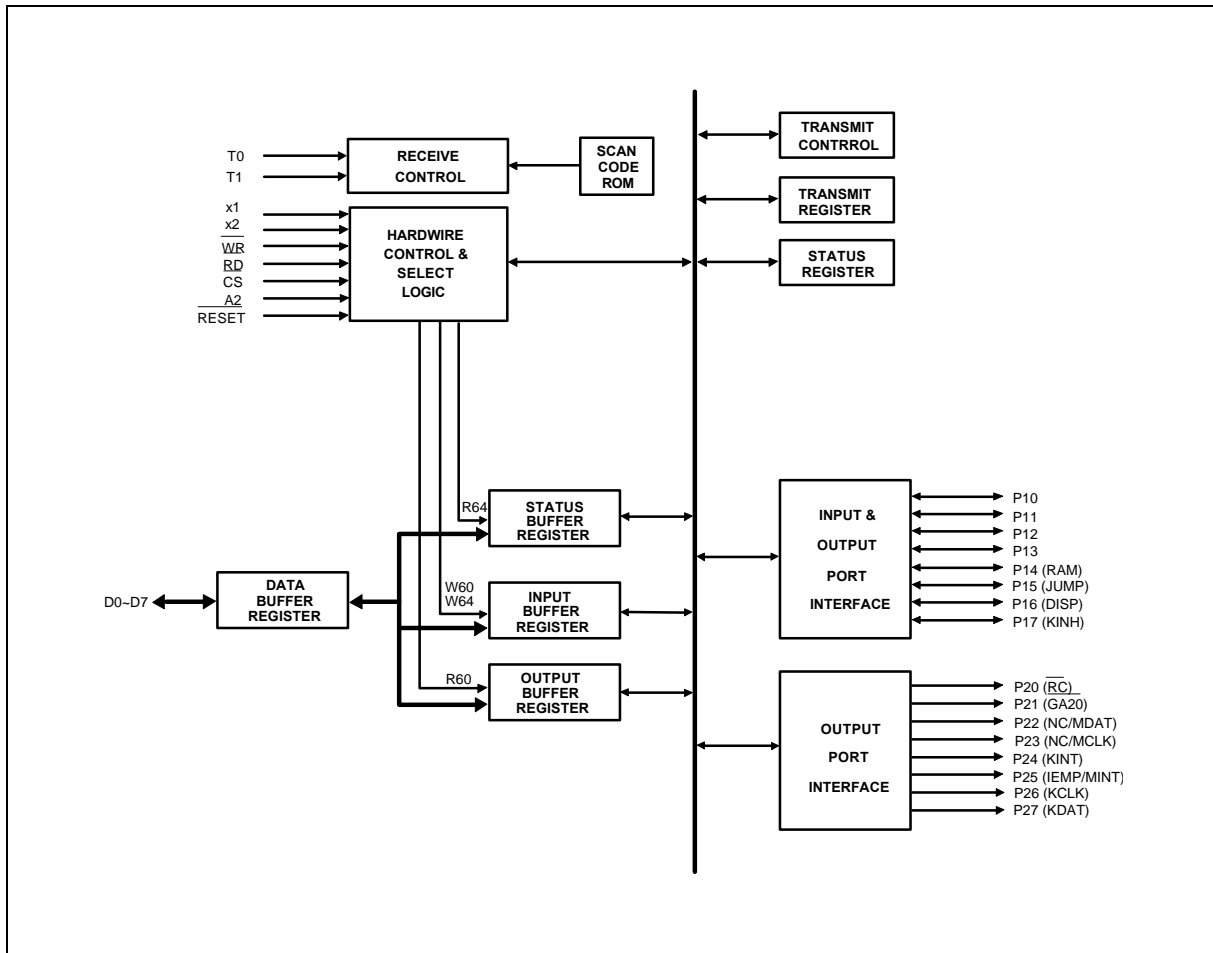 T0
T1
RECEIVE
CONTROL
SCAN
CODE
ROM
TRANSMIT
CONTRROL
TRANSMIT
REGISTER
STATUS
REGISTER
x1
x2
WR
RD
CS
A2
RESET
HARDWIRE
CONTROL &
SELECT
LOGIC
R64
STATUS
BUFFER
REGISTER
D0~D7
DATA
BUFFER
REGISTER
W60
W64
INPUT
BUFFER
REGISTER
R60
OUTPUT
BUFFER
REGISTER
INPUT &
OUTPUT
PORT
INTERFACE
P10
P11
P12
P13
P14 (RAM)
P15 (JUMP)
P16 (DISP)
P17 (KINH)
OUTPUT
PORT
INTERFACE
P20 (RC)
P21 (GA20)
P22 (NC/MDAT)
P23 (NC/MCLK)
P24 (KINT)
P25 (IEMP/MINT)
P26 (KCLK)
P27 (KDAT)